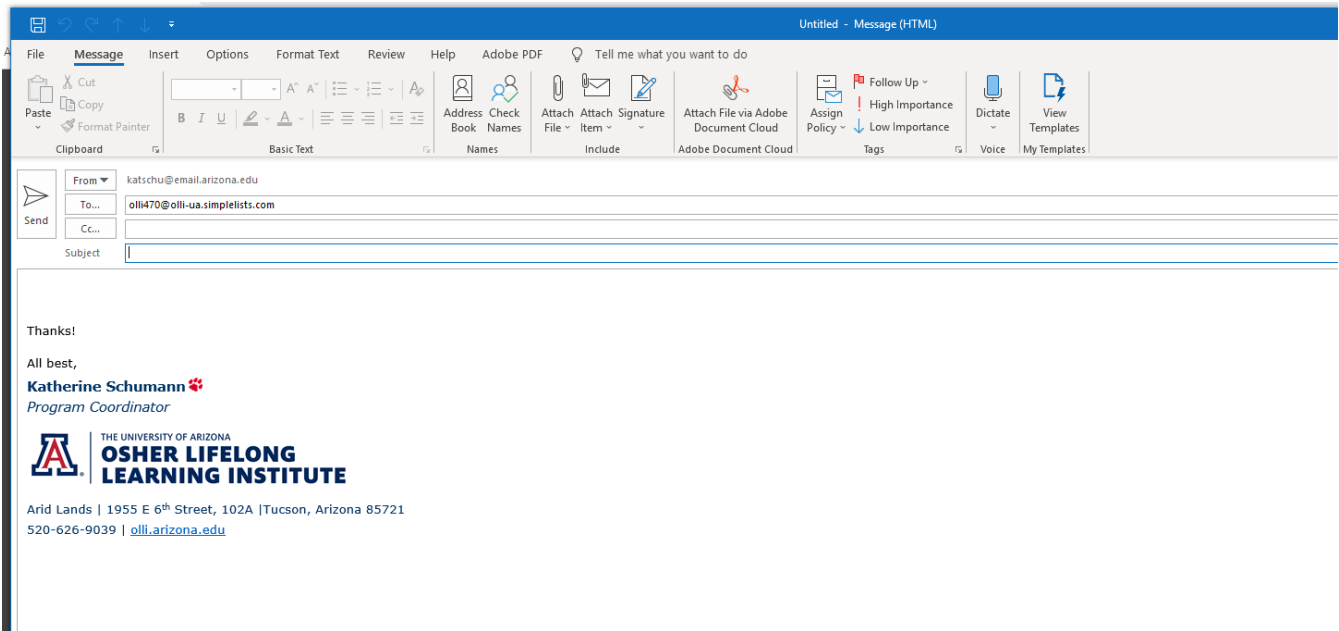 Untitled - Message (HTML)
File Message Insert Options Format Text Review Help Adobe PDF Tell me what you want to do
Cut
Copy
Format Painter
Paste
Clipboard
B I U
Basic Text
Address Book
Check Names
Names
Attach File
Attach Item
Signature
Include
Attach File via Adobe Document Cloud
Adobe Document Cloud
Assign Policy
Follow Up
High Importance
Low Importance
Tags
Dictate
Voice
View Templates
My Templates
Send
From katschu@email.arizona.edu
To... olli470@olli-ua.simplelists.com
Cc...
Subject
Thanks!
All best,
Katherine Schumann
Program Coordinator
A
THE UNIVERSITY OF ARIZONA
OSHER LIFELONG
LEARNING INSTITUTE
Arid Lands | 1955 E 6th Street, 102A |Tucson, Arizona 85721
520-626-9039 | olli.arizona.edu